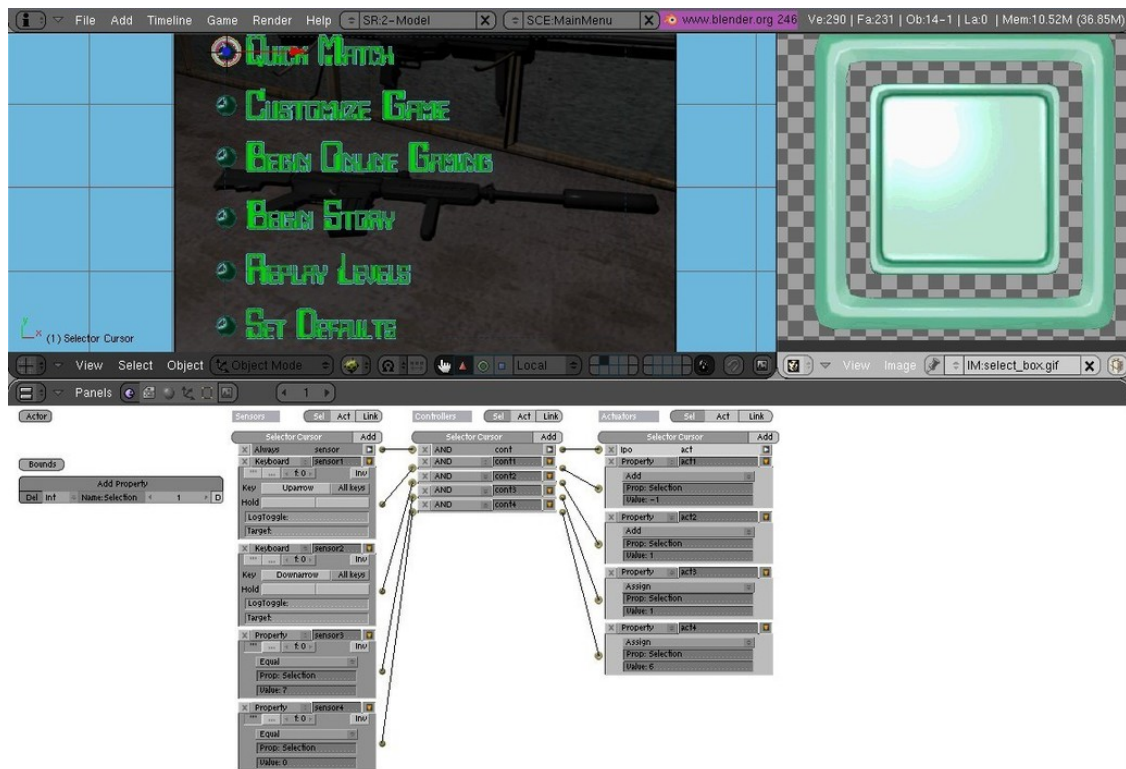 File Add Timeline Game Render Help SR:2-Model X SCE:MainMenu X www.blender.org 246 Ve:290 | Fa:231 | Ob:14-1 | La:0 | Mem:10.52M (36.85M)
Quick Match
Customize Game
Begin Online Gaming
Begin Story
Replay Levels
Set Defaults
y
x
(1) Selector Cursor
View Select Object Object Mode Local
View Image IM:select_box.gif X
Panels 1
Actor
Bounds
Add Property
Del Int Name:Selection 1 D
Sensors Sel Act Link
Selector Cursor Add
X Always sensor
X Keyboard sensor1
f:0 Inv
Key Uparrow All keys
Hold
LogToggle:
Target:
X Keyboard sensor2
f:0 Inv
Key Downarrow All keys
Hold
LogToggle:
Target:
X Property sensor3
f:0 Inv
Equal
Prop: Selection
Value: 7
X Property sensor4
f:0 Inv
Equal
Prop: Selection
Value: 0
Controllers Sel Act Link
Selector Cursor Add
X AND cont
X AND cont1
X AND cont2
X AND cont3
X AND cont4
Actuators Sel Act Link
Selector Cursor Add
X Ipo act
X Property act1
Add
Prop: Selection
Value: -1
X Property act2
Add
Prop: Selection
Value: 1
X Property act3
Assign
Prop: Selection
Value: 1
X Property act4
Assign
Prop: Selection
Value: 6